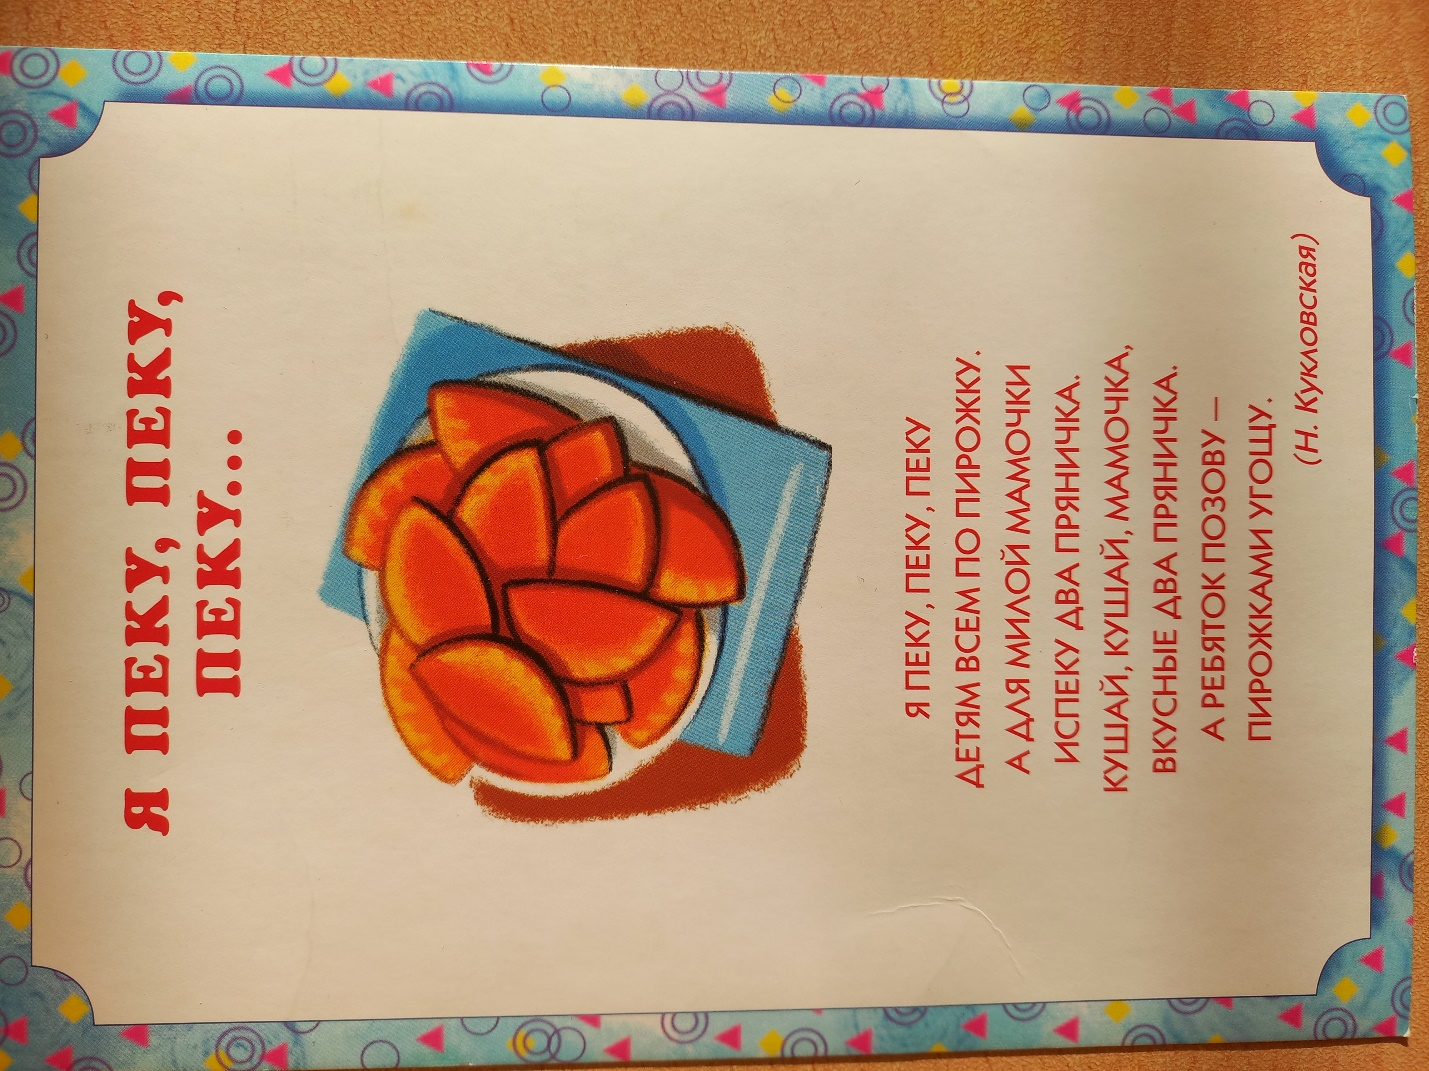 Я ПЕКУ, ПЕКУ,
ПЕКУ...
Я ПЕКУ, ПЕКУ, ПЕКУ
ДЕТЯМ ВСЕМ ПО ПИРОЖКУ.
А ДЛЯ МИЛОЙ МАМОЧКИ
ИСПЕКУ ДВА ПРЯНИЧКА.
КУШАЙ, КУШАЙ, МАМОЧКА,
ВКУСНЫЕ ДВА ПРЯНИЧКА.
А РЕБЯТОК ПОЗОВУ —
ПИРОЖКАМИ УГОЩУ.
(Н. Кукловская)